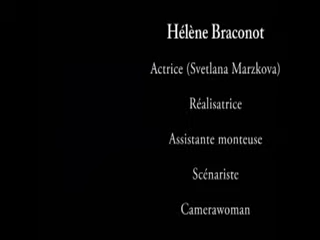 Hélène Braconot
Actrice (Svetlana Marzkova)
Réalisatrice
Assistante monteuse
Scénariste
Camerawoman